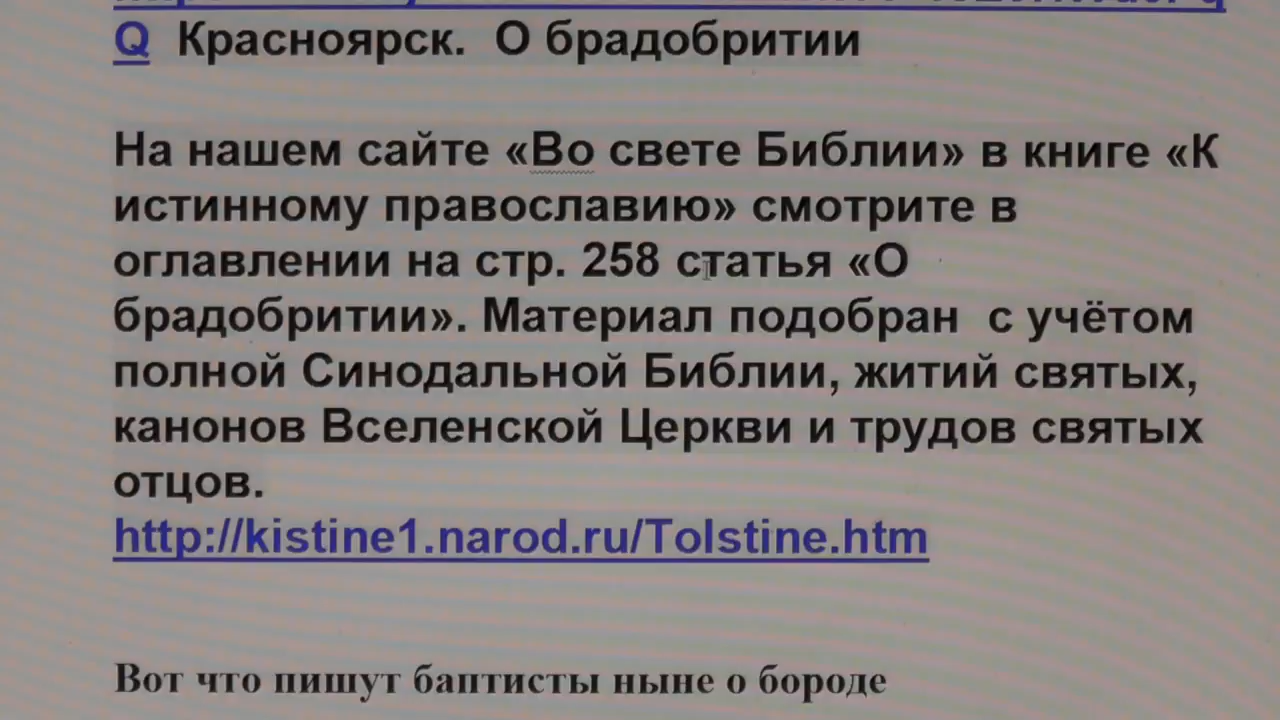 Q Красноярск. О брадобритии
На нашем сайте «Во свете Библии» в книге «К
истинному православию» смотрите в
оглавлении на стр. 258 статья «О
брадобритии». Материал подобран с учётом
полной Синодальной Библии, житий святых,
канонов Вселенской Церкви и трудов святых
отцов.
http://kistine1.narod.ru/Tolstine.htm
Вот что пишут баптисты ныне о бороде